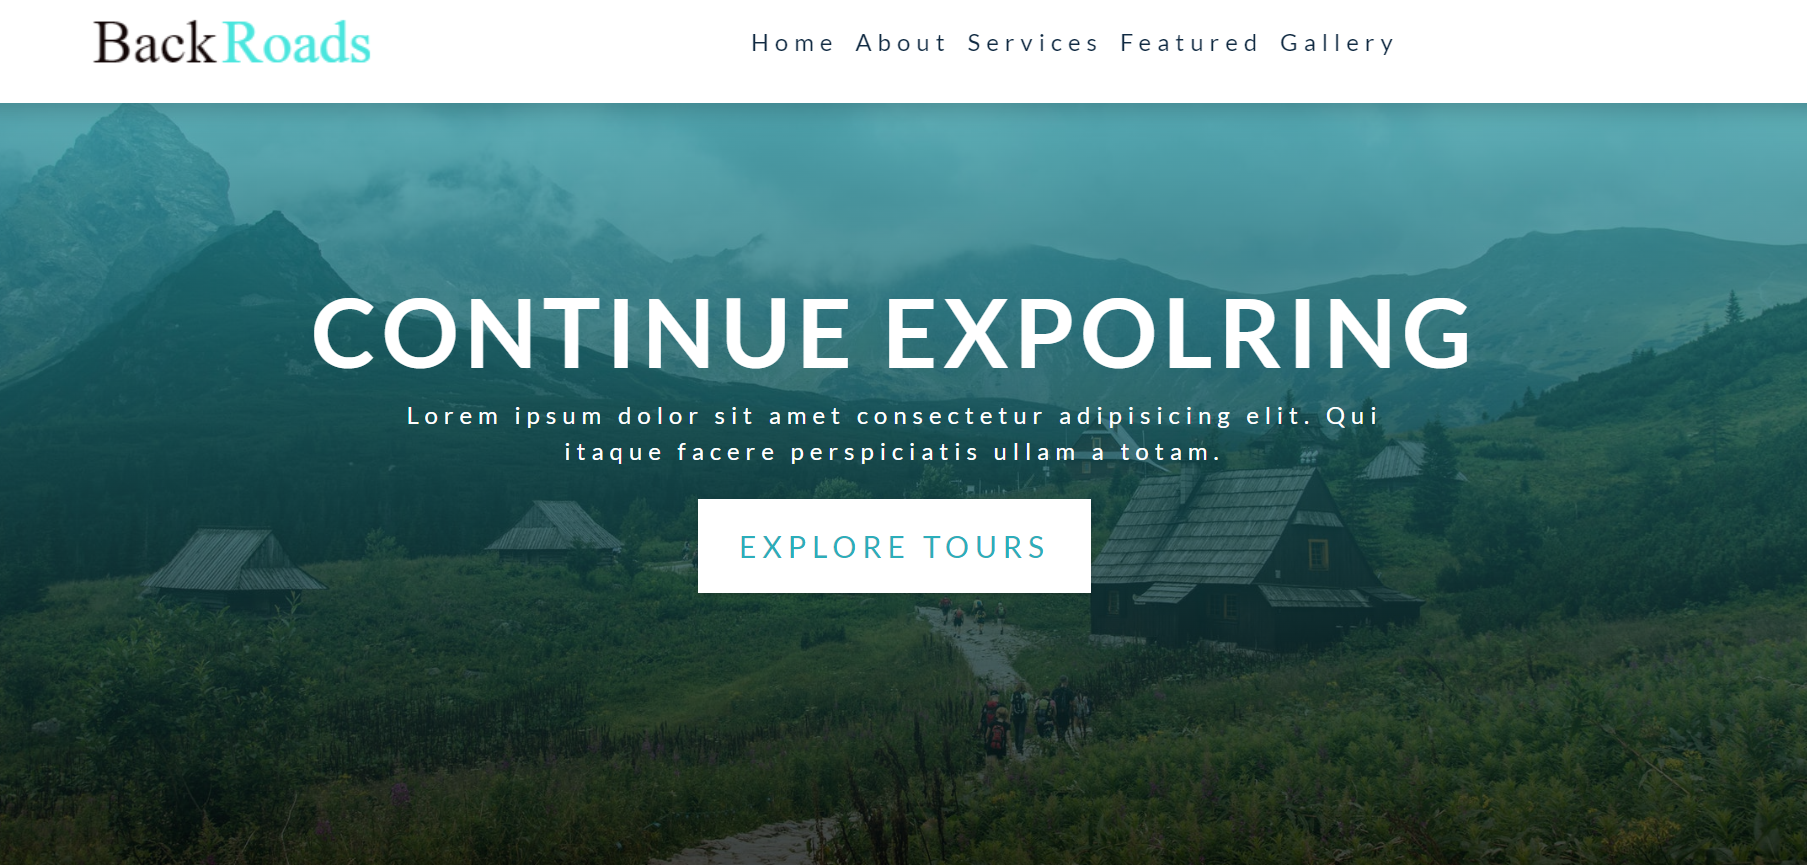 BackRoads
Home About Services Featured Gallery
CONTINUE EXPOLRING
Lorem ipsum dolor sit amet consectetur adipisicing elit. Qui
itaque facere perspiciatis ullam a totam.
EXPLORE TOURS